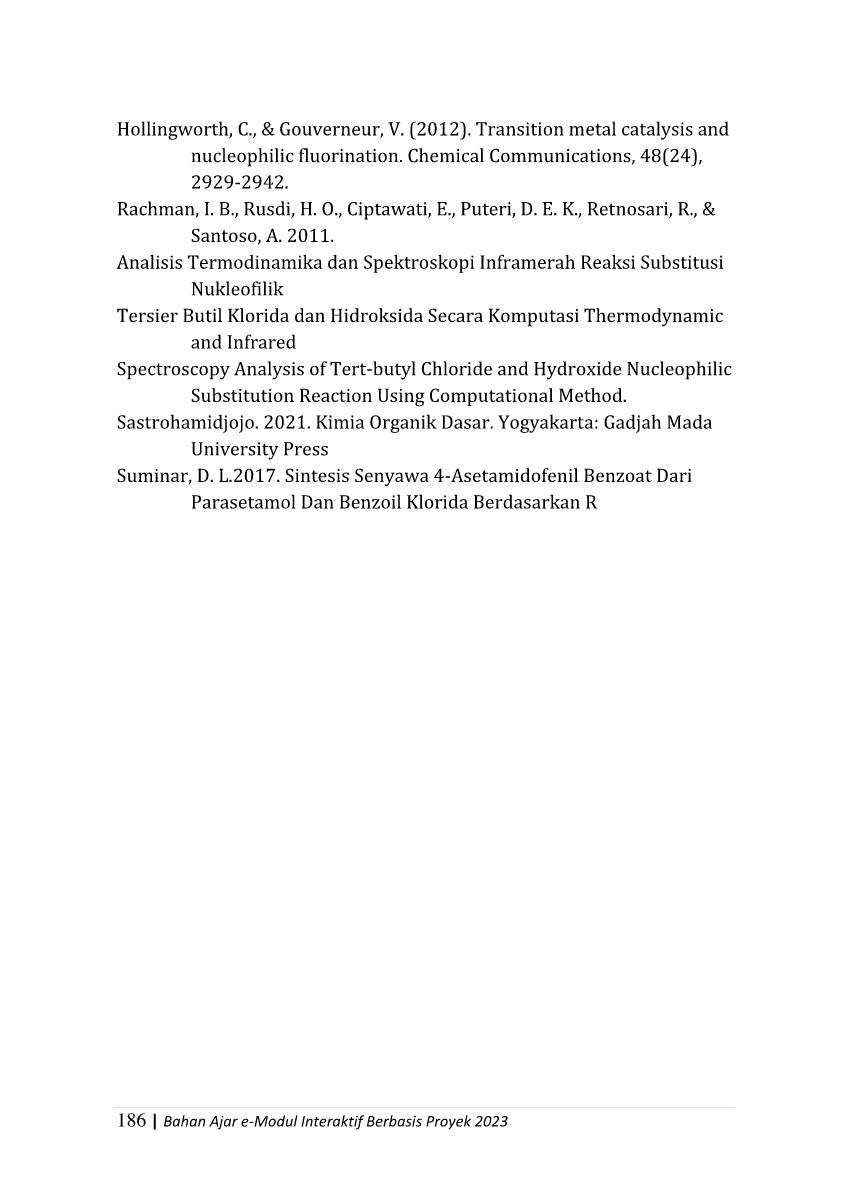 Hollingworth, C., & Gouverneur, V. (2012). Transition metal catalysis and
nucleophilic fluorination. Chemical Communications, 48(24),
2929-2942.
Rachman, I. B., Rusdi, H. O., Ciptawati, E., Puteri, D. E. K., Retnosari, R., &
Santoso, A. 2011.
Analisis Termodinamika dan Spektroskopi Inframerah Reaksi Substitusi
Nukleofilik
Tersier Butil Klorida dan Hidroksida Secara Komputasi Thermodynamic
and Infrared
Spectroscopy Analysis of Tert-butyl Chloride and Hydroxide Nucleophilic
Substitution Reaction Using Computational Method.
Sastrohamidjojo. 2021. Kimia Organik Dasar. Yogyakarta: Gadjah Mada
University Press
Suminar, D. L.2017. Sintesis Senyawa 4-Asetamidofenil Benzoat Dari
Parasetamol Dan Benzoil Klorida Berdasarkan R
186 | Bahan Ajar e-Modul Interaktif Berbasis Proyek 2023